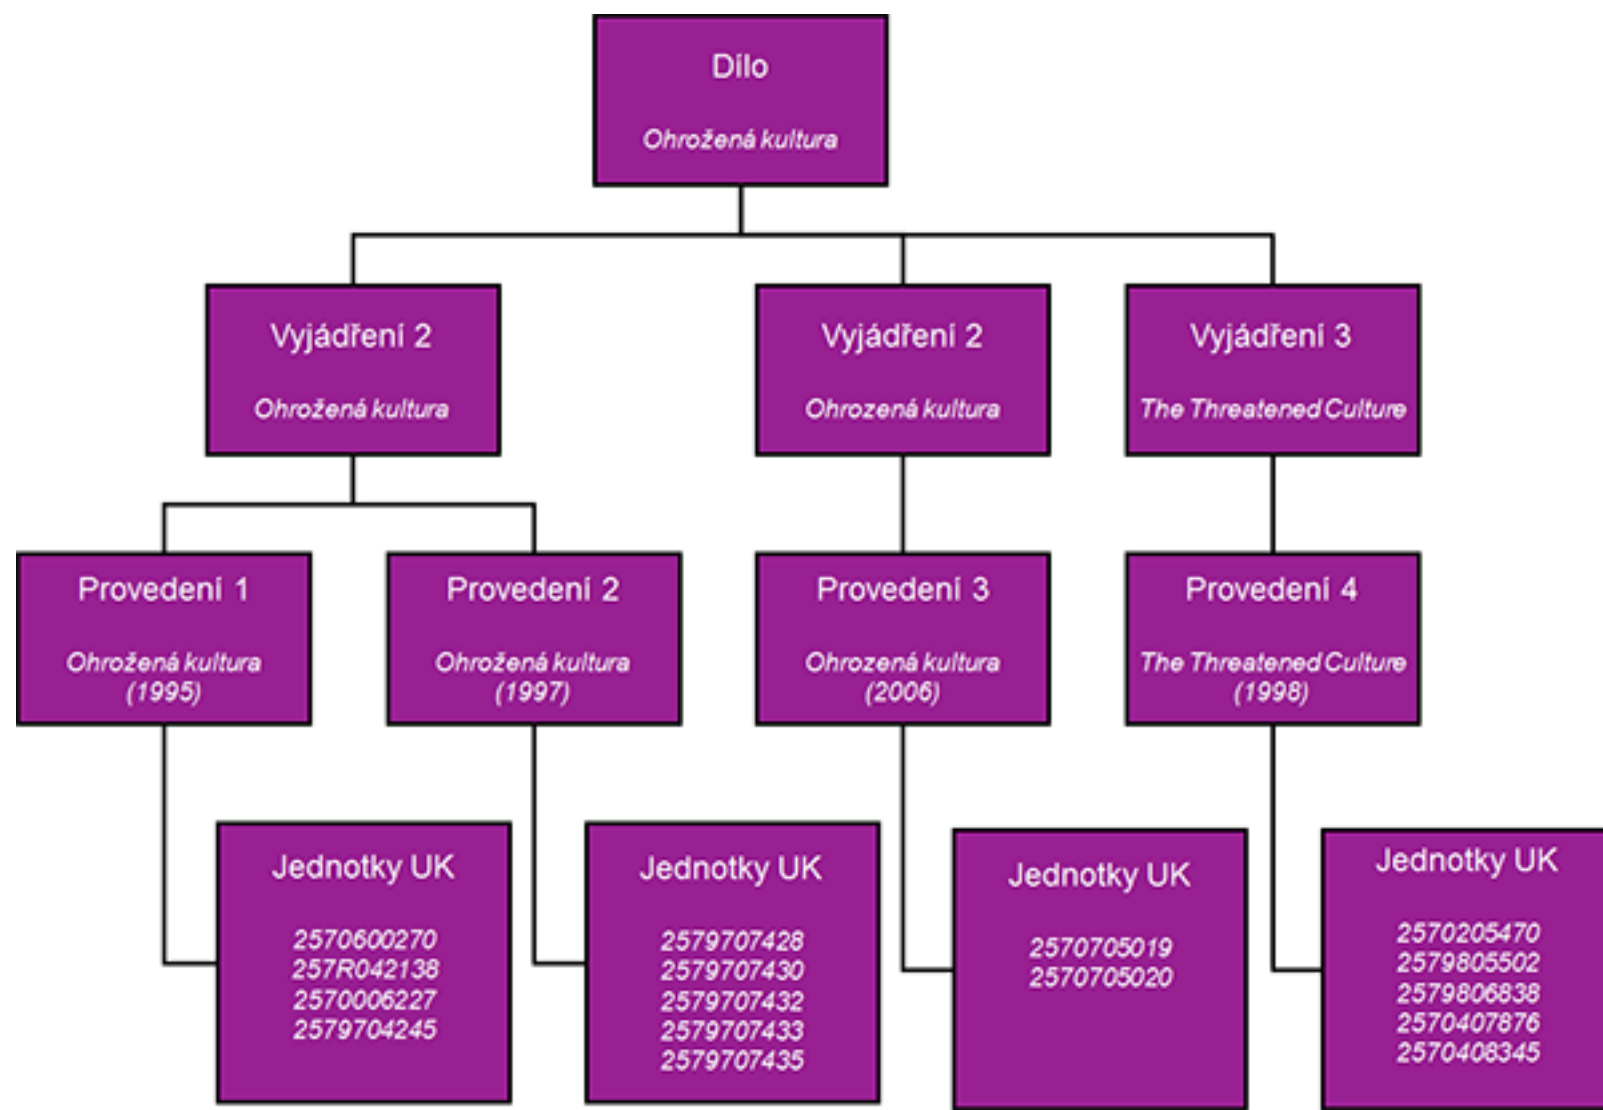 Dílo
Ohrožená kultura
Vyjádření 2
Ohrožená kultura
Vyjádření 2
Ohrozená kultura
Vyjádření 3
The Threatened Culture
Provedení 1
Ohrožená kultura
(1995)
Provedení 2
Ohrožená kultura
(1997)
Provedení 3
Ohrozená kultura
(2006)
Provedení 4
The Threatened Culture
(1998)
Jednotky UK
2570600270
257R042138
2570006227
2579704245
Jednotky UK
2579707428
2579707430
2579707432
2579707433
2579707435
Jednotky UK
2570705019
2570705020
Jednotky UK
2570205470
2579805502
2579806838
2570407876
2570408345